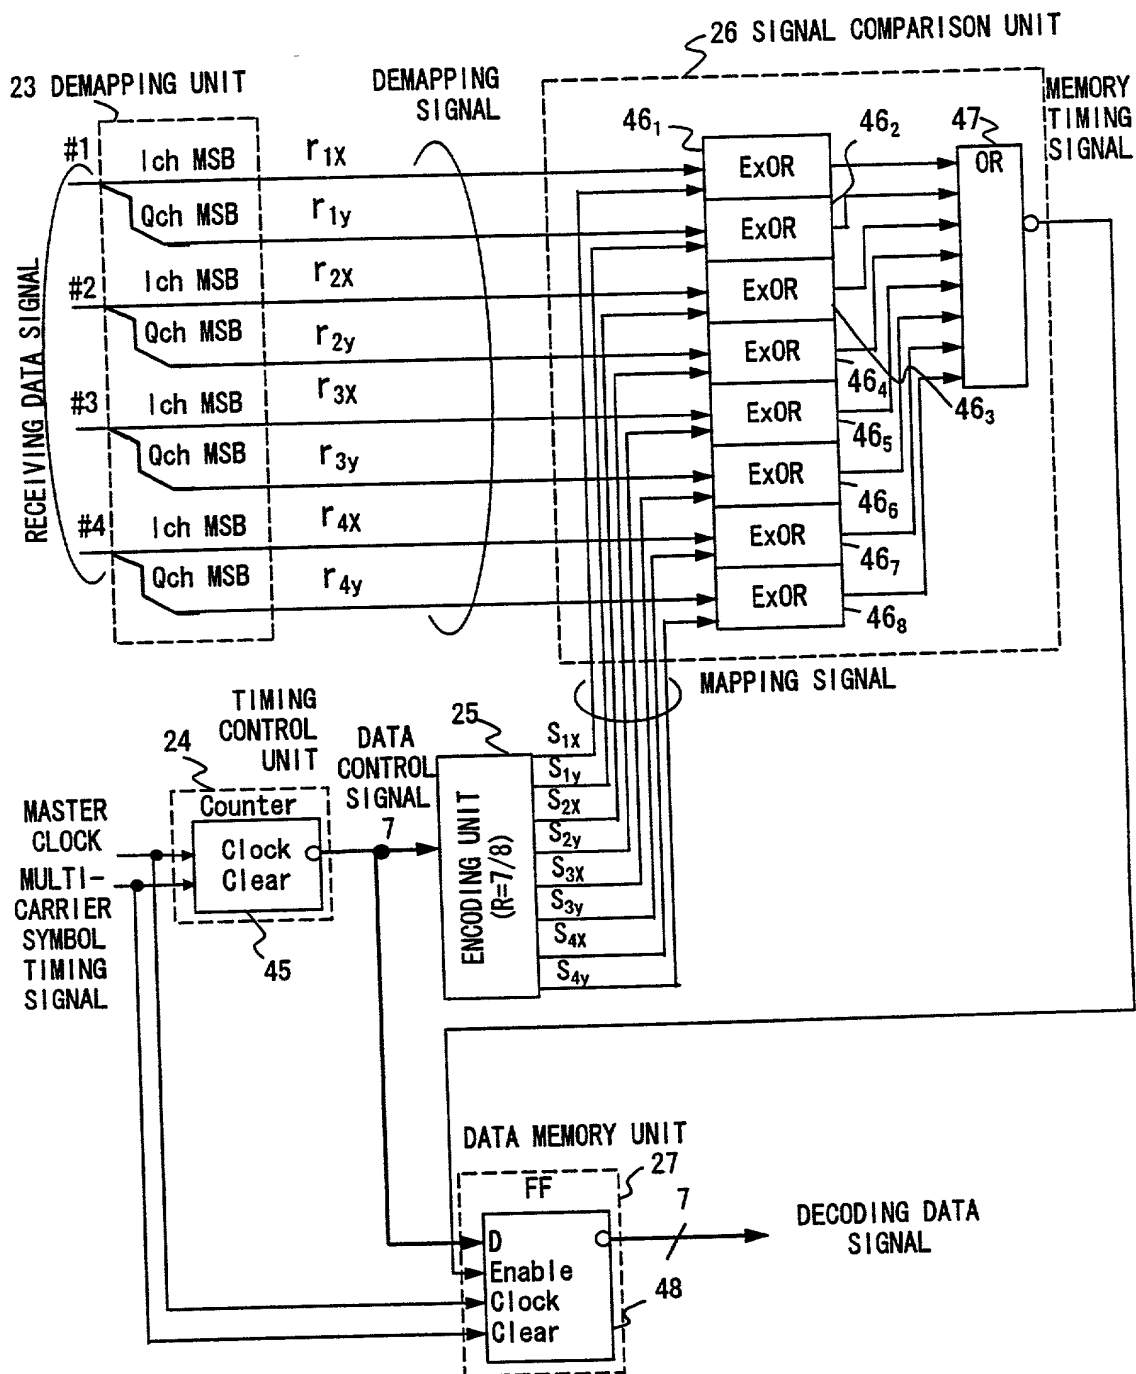 26 SIGNAL COMPARISON UNIT
23 DEMAPPING UNIT
DEMAPPING
SIGNAL
MEMORY
TIMING
SIGNAL
RECEIVING DATA SIGNAL
#1
Ich MSB
r1X
Qch MSB
r1y
#2
Ich MSB
r2X
Qch MSB
r2y
#3
Ich MSB
r3X
Qch MSB
r3y
#4
Ich MSB
r4X
Qch MSB
r4y
461
462
47
ExOR
ExOR
ExOR
ExOR
ExOR
ExOR
ExOR
ExOR
OR
464
463
465
466
467
468
MAPPING SIGNAL
TIMING
CONTROL
UNIT
24
Counter
Clock
Clear
45
MASTER
CLOCK
MULTI-
CARRIER
SYMBOL
TIMING
SIGNAL
DATA
CONTROL
SIGNAL
7
25
ENCODING UNIT
(R=7/8)
S1X
S1y
S2X
S2y
S3X
S3y
S4X
S4y
DATA MEMORY UNIT
27
FF
D
Enable
Clock
Clear
48
7
DECODING DATA
SIGNAL